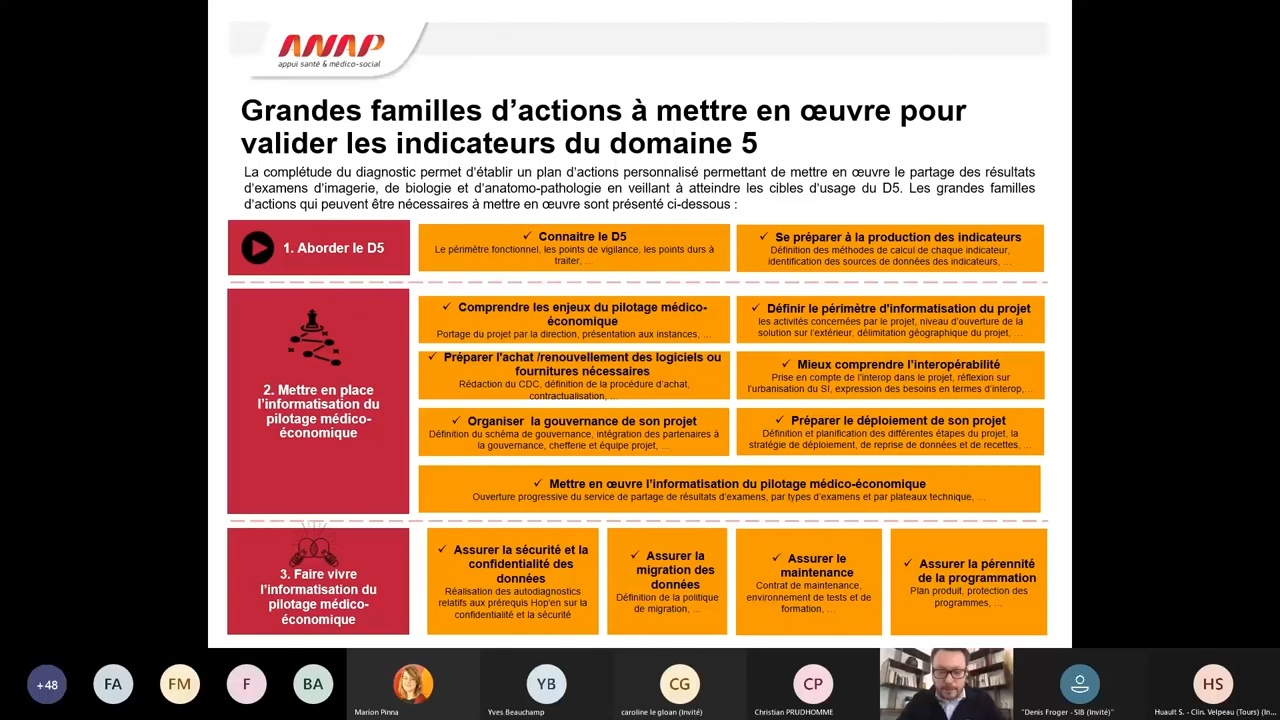 ANAP
appui santé & médico-social
Grandes familles d’actions à mettre en œuvre pour
valider les indicateurs du domaine 5
La complétude du diagnostic permet d’établir un plan d’actions personnalisé permettant de mettre en œuvre le partage des résultats
d’examens d’imagerie, de biologie et d’anatomo-pathologie en veillant à atteindre les cibles d’usage du D5. Les grandes familles
d’actions qui peuvent être nécessaires à mettre en œuvre sont présenté ci-dessous :
1. Aborder le D5
✓ Connaitre le D5
Le périmètre fonctionnel, les points de vigilance, les points durs à
traiter, …
✓ Se préparer à la production des indicateurs
Définition des méthodes de calcul de chaque indicateur,
identification des sources de données des indicateurs, …
2. Mettre en place
l’informatisation du
pilotage médico-
économique
✓ Comprendre les enjeux du pilotage médico-
économique
Portage du projet par la direction, présentation aux instances, …
✓ Définir le périmètre d'informatisation du projet
les activités concernées par le projet, niveau d’ouverture de la
solution sur l’extérieur, délimitation géographique du projet, …
✓ Préparer l'achat /renouvellement des logiciels ou
fournitures nécessaires
Rédaction du CDC, définition de la procédure d’achat,
contractualisation, …
✓ Mieux comprendre l’interopérabilité
Prise en compte de l’interop dans le projet, réflexion sur
l’urbanisation du SI, expression des besoins en termes d’interop,…
✓ Organiser la gouvernance de son projet
Définition du schéma de gouvernance, intégration des partenaires à
la gouvernance, chefferie et équipe projet, …
✓ Préparer le déploiement de son projet
Définition et planification des différentes étapes du projet, la
stratégie de déploiement, de reprise de données et de recettes, …
✓ Mettre en œuvre l’informatisation du pilotage médico-économique
Ouverture progressive du service de partage de résultats d’examens, par types d’examens et par plateaux technique, …
3. Faire vivre
l’informatisation du
pilotage médico-
économique
✓ Assurer la sécurité et la
confidentialité des
données
Réalisation des autodiagnostics
relatifs aux prérequis Hop’en sur la
confidentialité et la sécurité
✓ Assurer la
migration des
données
Définition de la politique
de migration, …
✓ Assurer le
maintenance
Contrat de maintenance,
environnement de tests et de
formation, …
✓ Assurer la pérennité
de la programmation
Plan produit, protection des
programmes, …
+48
FA
FM
F
BA
Marion Pinna
YB
Yves Beauchamp
CG
caroline le gloan (Invité)
CP
Christian PRUDHOMME
"Denis Froger - SIB (Invité)"
HS
Huault S. - Clin. Velpeau (Tours) (In...